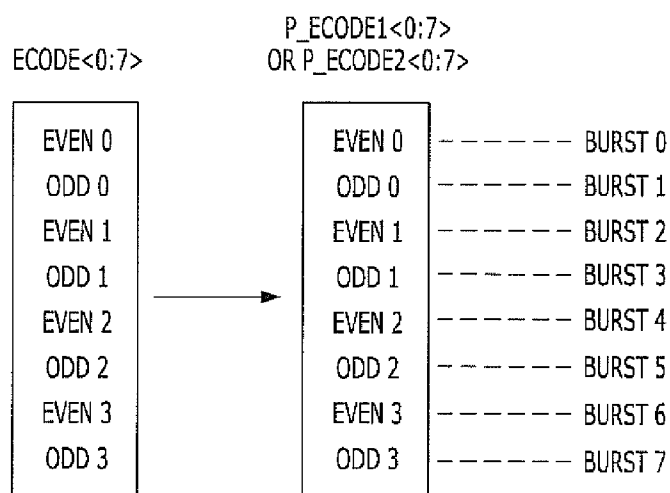 P_ECODE1<0:7>
ECODE<0:7> OR P_ECODE2<0:7>
EVEN 0 EVEN 0 BURST 0
ODD 0 ODD 0 BURST 1
EVEN 1 EVEN 1 BURST 2
ODD 1 ODD 1 BURST 3
EVEN 2 EVEN 2 BURST 4
ODD 2 ODD 2 BURST 5
EVEN 3 EVEN 3 BURST 6
ODD 3 ODD 3 BURST 7